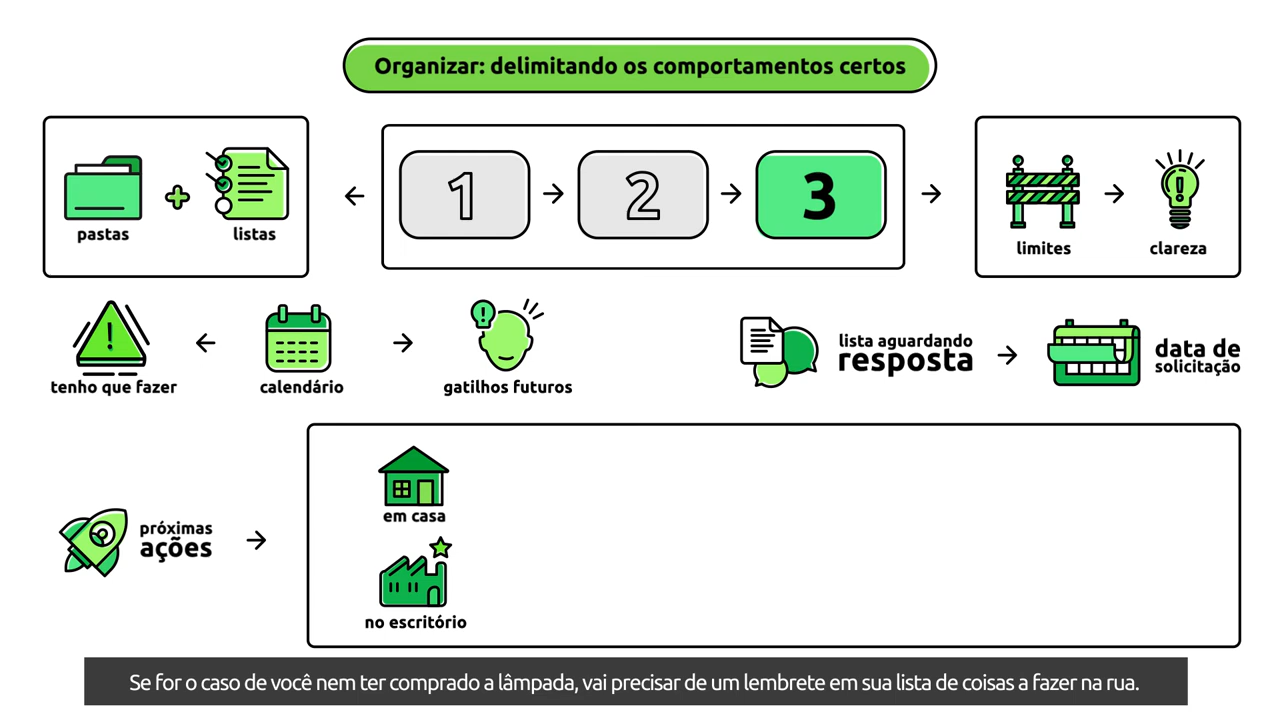 Organizar: delimitando os comportamentos certos
pastas
listas
1
2
3
limites
clareza
tenho que fazer
calendário
gatilhos futuros
lista aguardando
resposta
data de
solicitação
próximas
ações
em casa
no escritório
Se for o caso de você nem ter comprado a lâmpada, vai precisar de um lembrete em sua lista de coisas a fazer na rua.